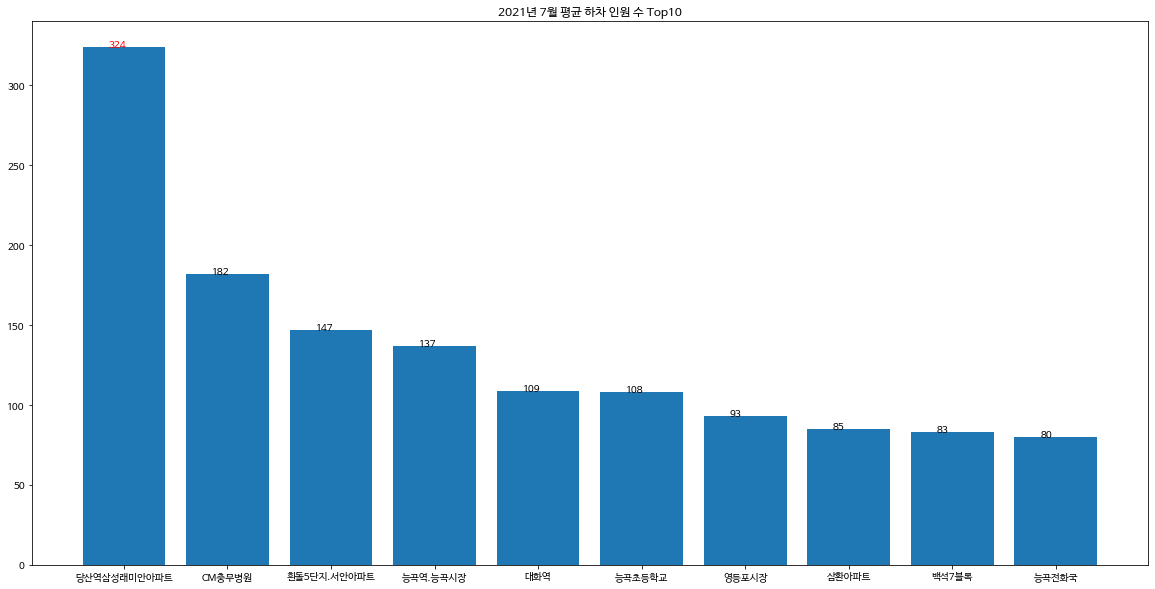 2021년 7월 평균 하차 인원 수 Top10
300
250
200
150
100
50
0
324
182
147
137
109
108
93
85
83
80
당산역삼성래미안아파트
CM충무병원
흰돌5단지.서안아파트
능곡역.능곡시장
대화역
능곡초등학교
영등포시장
삼환아파트
백석7블록
능곡전화국